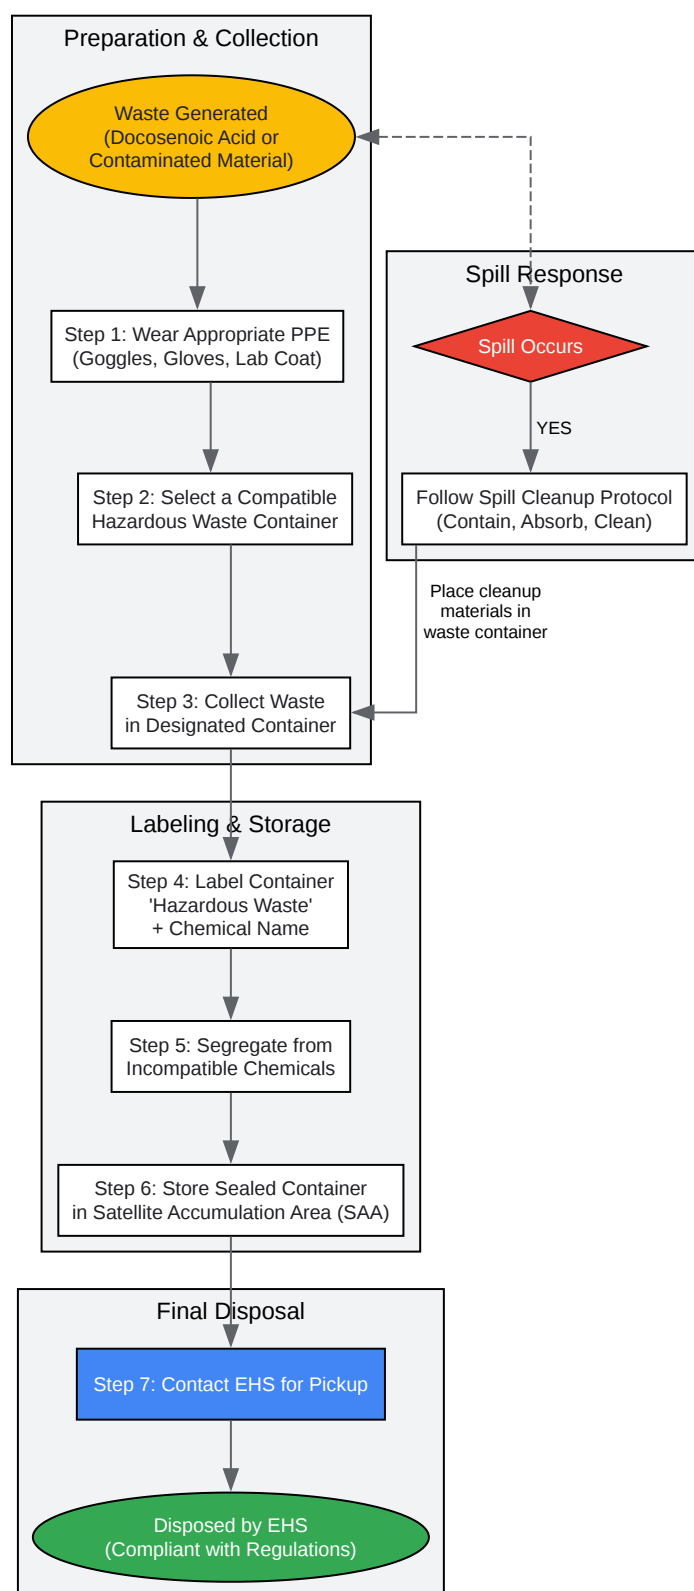 Preparation & Collection
Waste Generated
(Docosenoic Acid or
Contaminated Material)
Step 1: Wear Appropriate PPE
(Goggles, Gloves, Lab Coat)
Step 2: Select a Compatible
Hazardous Waste Container
Step 3: Collect Waste
in Designated Container
Spill Response
Spill Occurs
YES
Follow Spill Cleanup Protocol
(Contain, Absorb, Clean)
Place cleanup
materials in
waste container
Labeling & Storage
Step 4: Label Container
'Hazardous Waste'
+ Chemical Name
Step 5: Segregate from
Incompatible Chemicals
Step 6: Store Sealed Container
in Satellite Accumulation Area (SAA)
Final Disposal
Step 7: Contact EHS for Pickup
Disposed by EHS
(Compliant with Regulations)